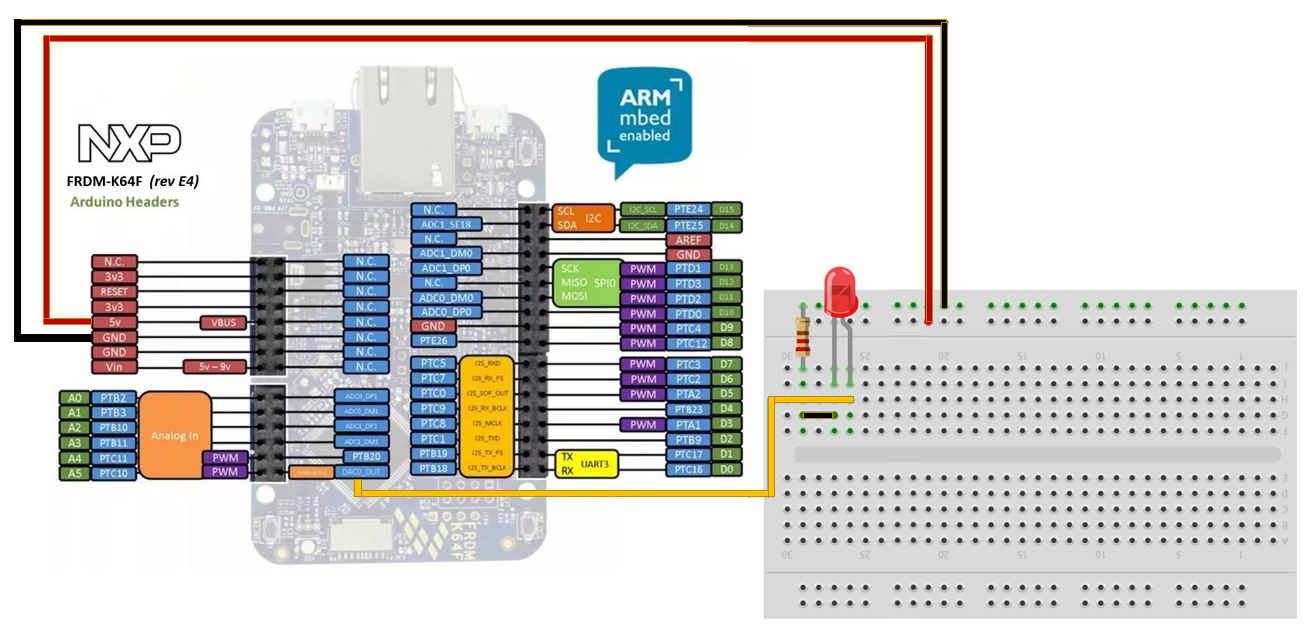 ARM
mbed
enabled
NXP
FRDM-K64F (rev E4)
Arduino Headers
N.C. SCL I2C I2C_SCL PTE24 D15
ADC1_SE18 SDA I2C_SDA PTE25 D14
N.C. AREF
ADC1_DM0 GND
ADC1_DP0 SCK PWM PTD1 D13
N.C. MISO SPI0 PWM PTD3 D12
ADC0_DM0 MOSI PWM PTD2 D11
ADC0_DP0 PWM PTD0 D10
GND PWM PTC4 D9
PTE26 PWM PTC12 D8
N.C. N.C.
3v3 N.C.
RESET N.C.
3v3 N.C.
5v VBUS N.C.
GND N.C.
GND N.C.
Vin 5v – 9v N.C.
PTC5 I2S_RXD PWM PTC3 D7
PTC7 I2S_RX_FS PWM PTC2 D6
PTC0 I2S_SOF_OUT PWM PTA2 D5
PTC9 I2S_RX_BCLK PTB23 D4
PTC8 I2S_MCLK PWM PTA1 D3
PTC1 I2S_TXD PTB9 D2
PTB19 I2S_TX_FS TX UART3 PTC17 D1
PTB18 I2S_TX_BCLK RX PTC16 D0
A0 PTB2 ADC0_DP1
A1 PTB3 ADC0_DM1
A2 PTB10 Analog In ADC1_DP1
A3 PTB11 ADC1_DM1
A4 PTC11 PWM PTB20
A5 PTC10 PWM Analog Out DAC0_OUT
FRDM
K64F
30 25 20 15 10 5 1
J
I
H
G
F
E
D
C
B
A
30 25 20 15 10 5 1